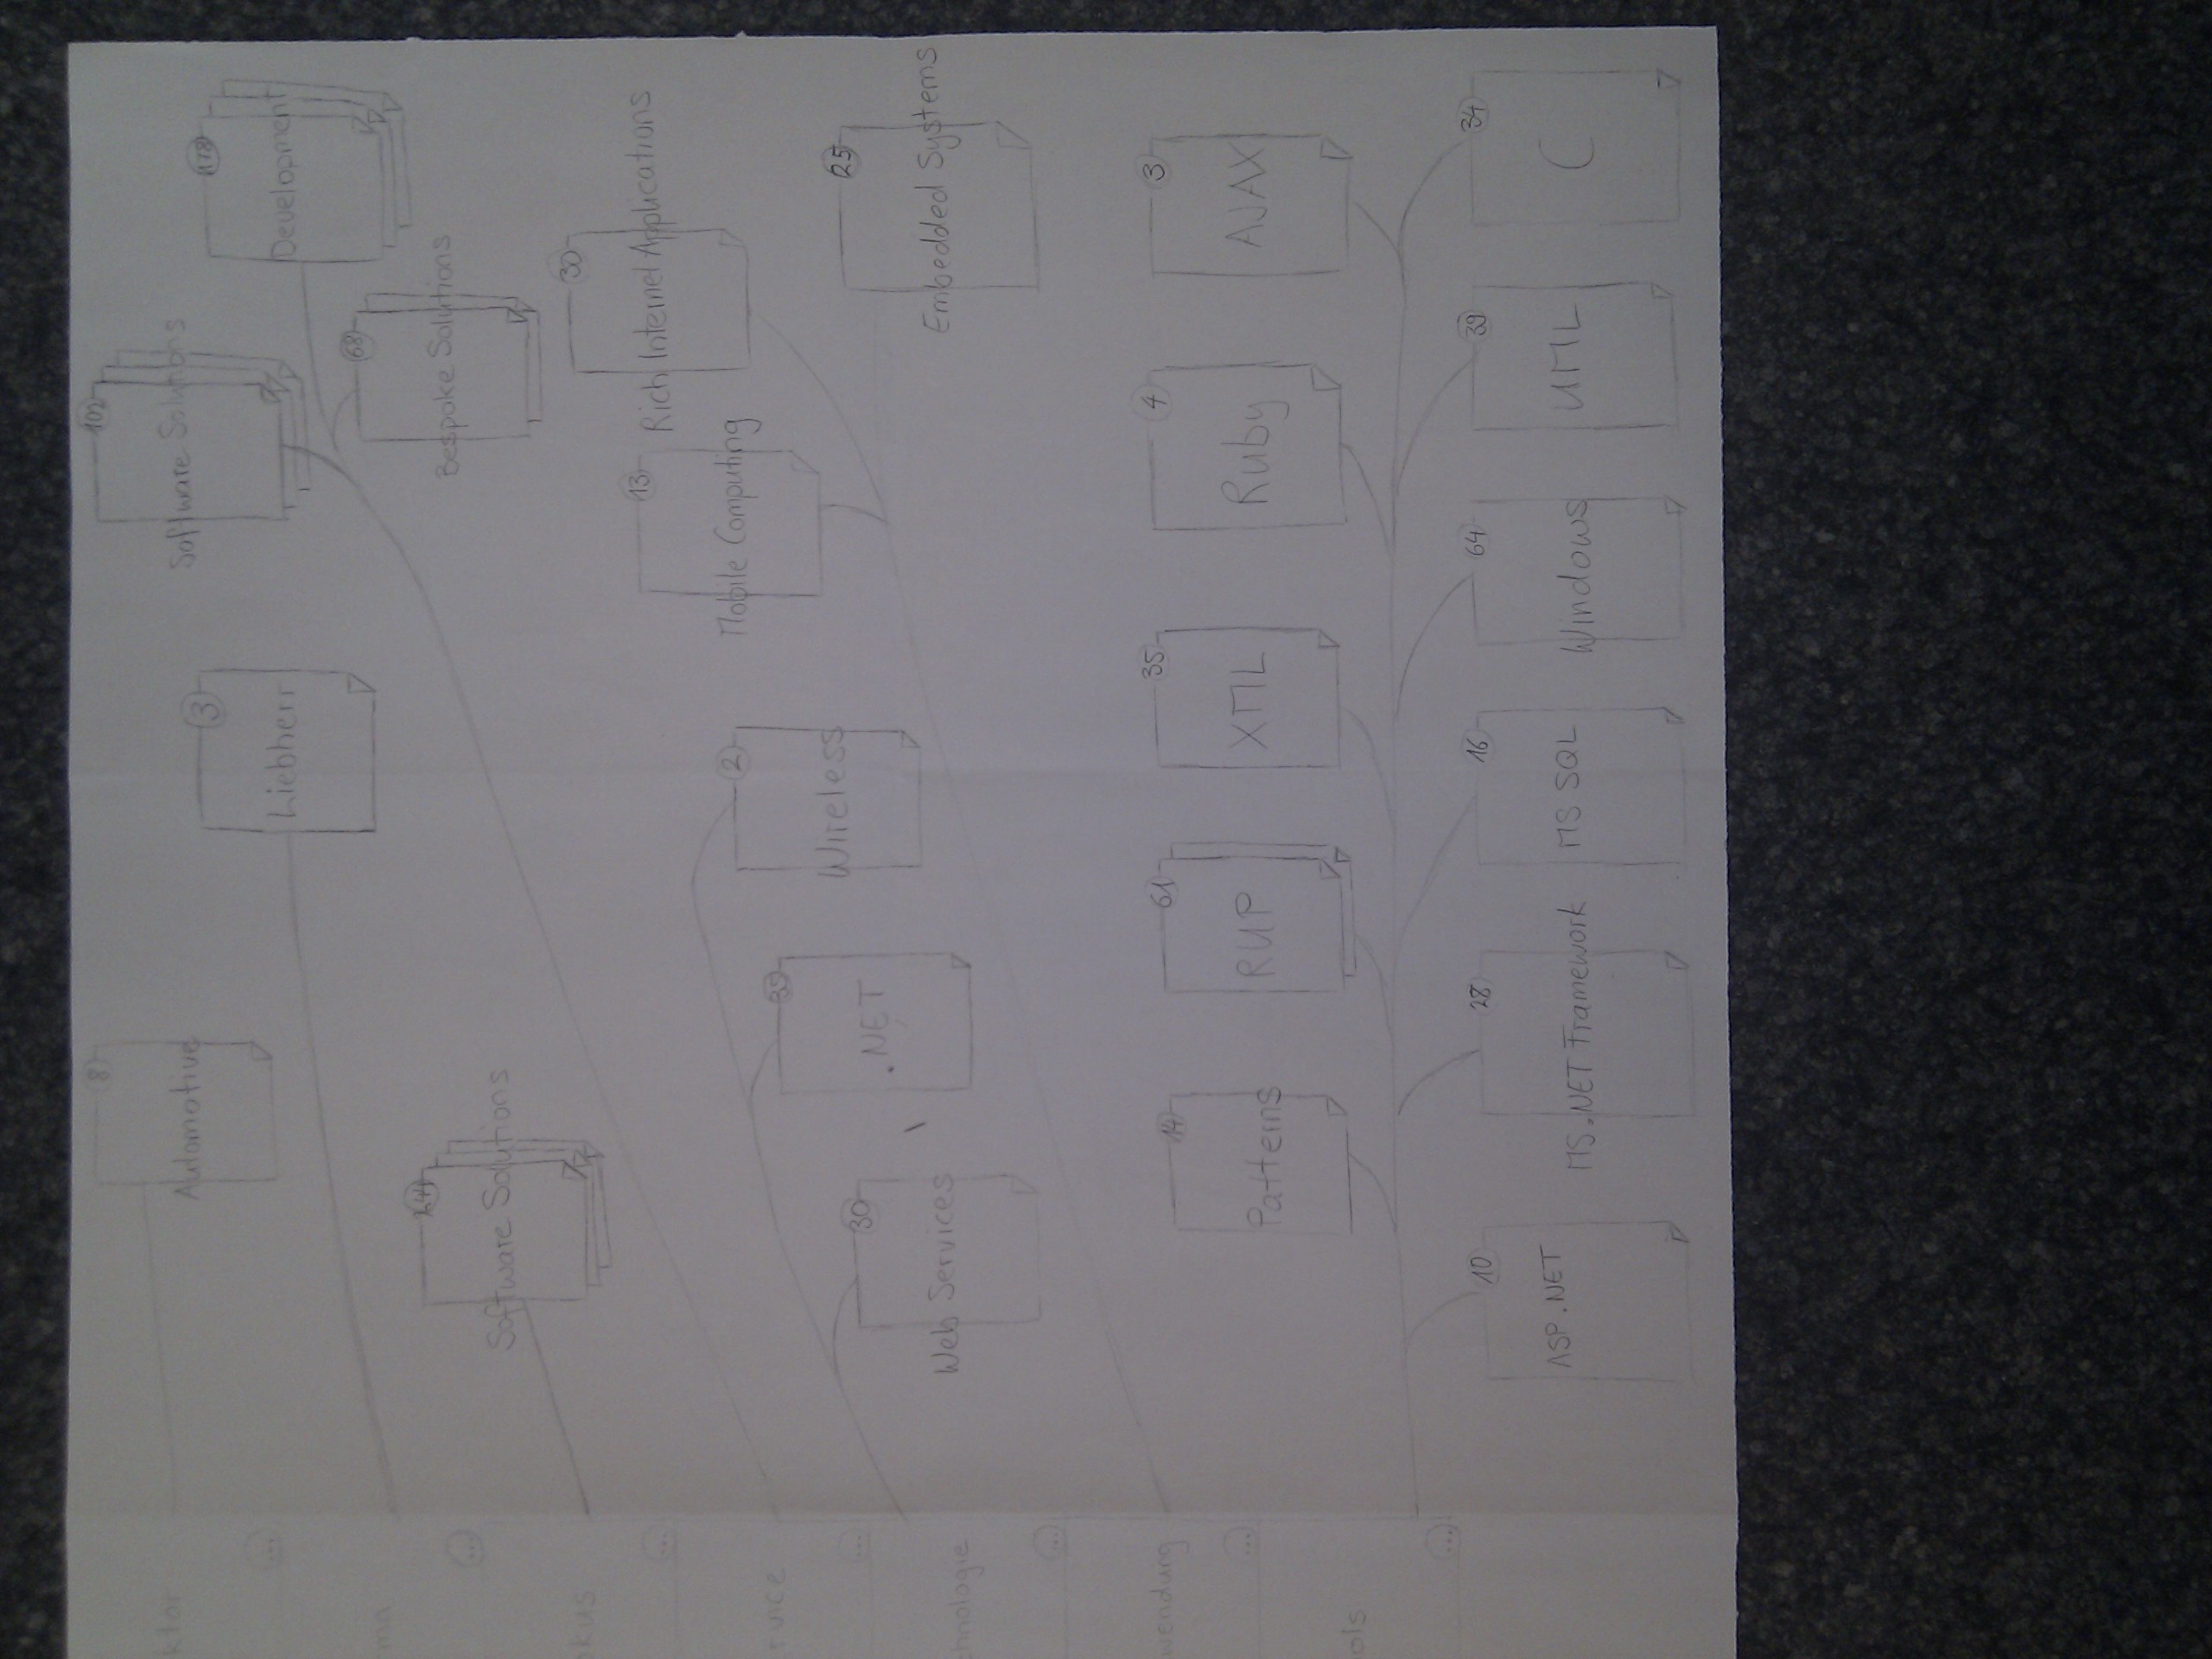 8
Automotive
...
ktor
3
Liebherr
...
ma
102
Software Solutions
178
Development
68
Bespoke Solutions
24
Software Solutions
...
okus
30
Rich Internet Applications
13
Mobile Computing
2
Wireless
.NET
30
Web Services
25
Embedded Systems
...
rvice
...
chnologie
...
wendung
14
Patterns
61
RUP
35
XML
4
Ruby
3
AJAX
...
ols
10
ASP.NET
28
MS.NET Framework
16
MS SQL
64
Windows
39
UML
34
C